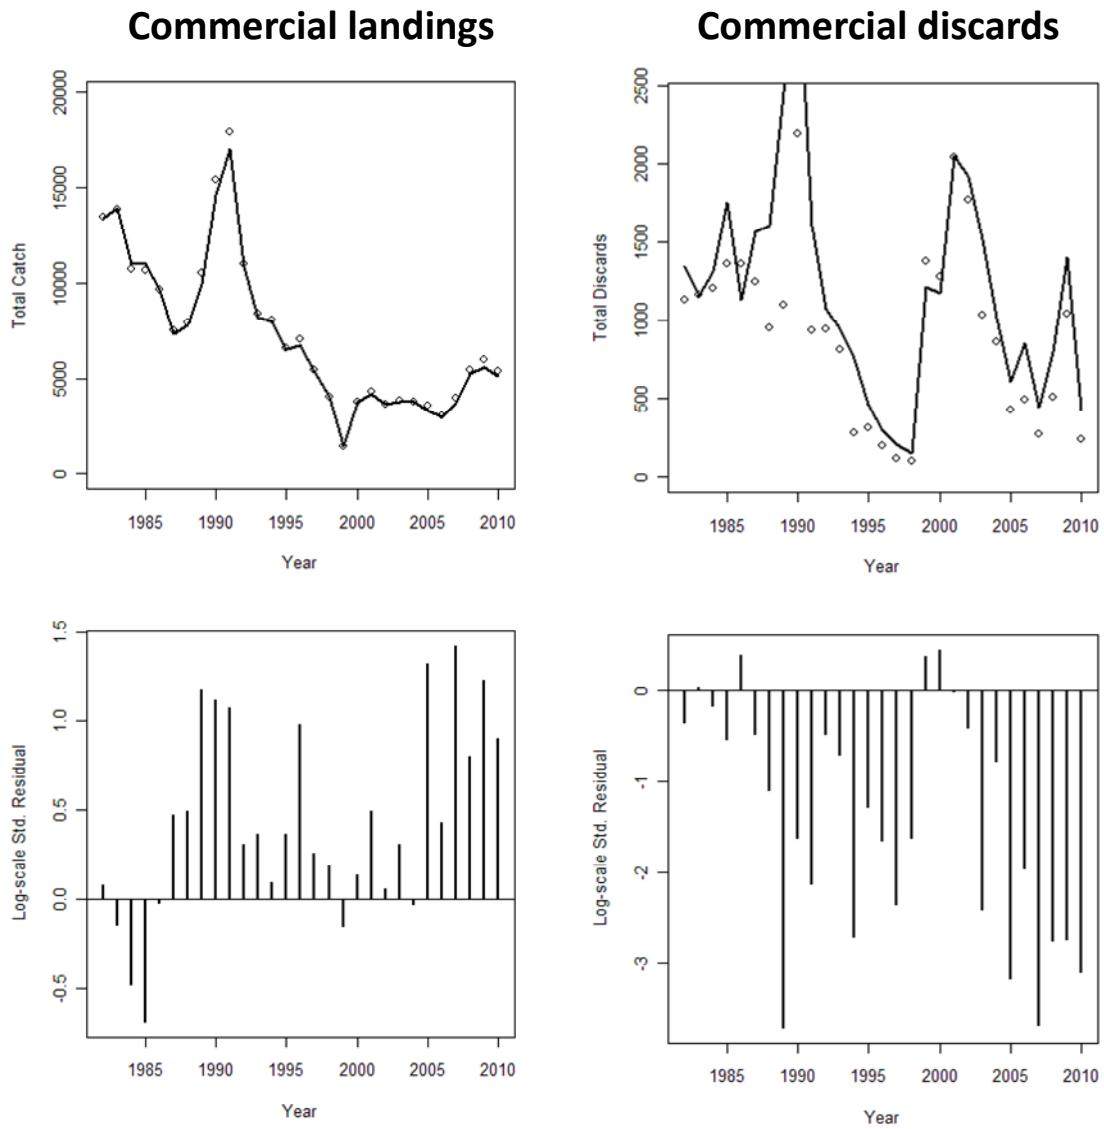 Commercial landings
Commercial discards
Total Catch
20000
15000
10000
5000
0
1985 1990 1995 2000 2005 2010
Year
Total Discards
2500
2000
1500
1000
500
0
1985 1990 1995 2000 2005 2010
Year
Log-scale Std. Residual
1.5
1.0
0.5
0.0
-0.5
1985 1990 1995 2000 2005 2010
Year
Log-scale Std. Residual
0
-1
-2
-3
1985 1990 1995 2000 2005 2010
Year